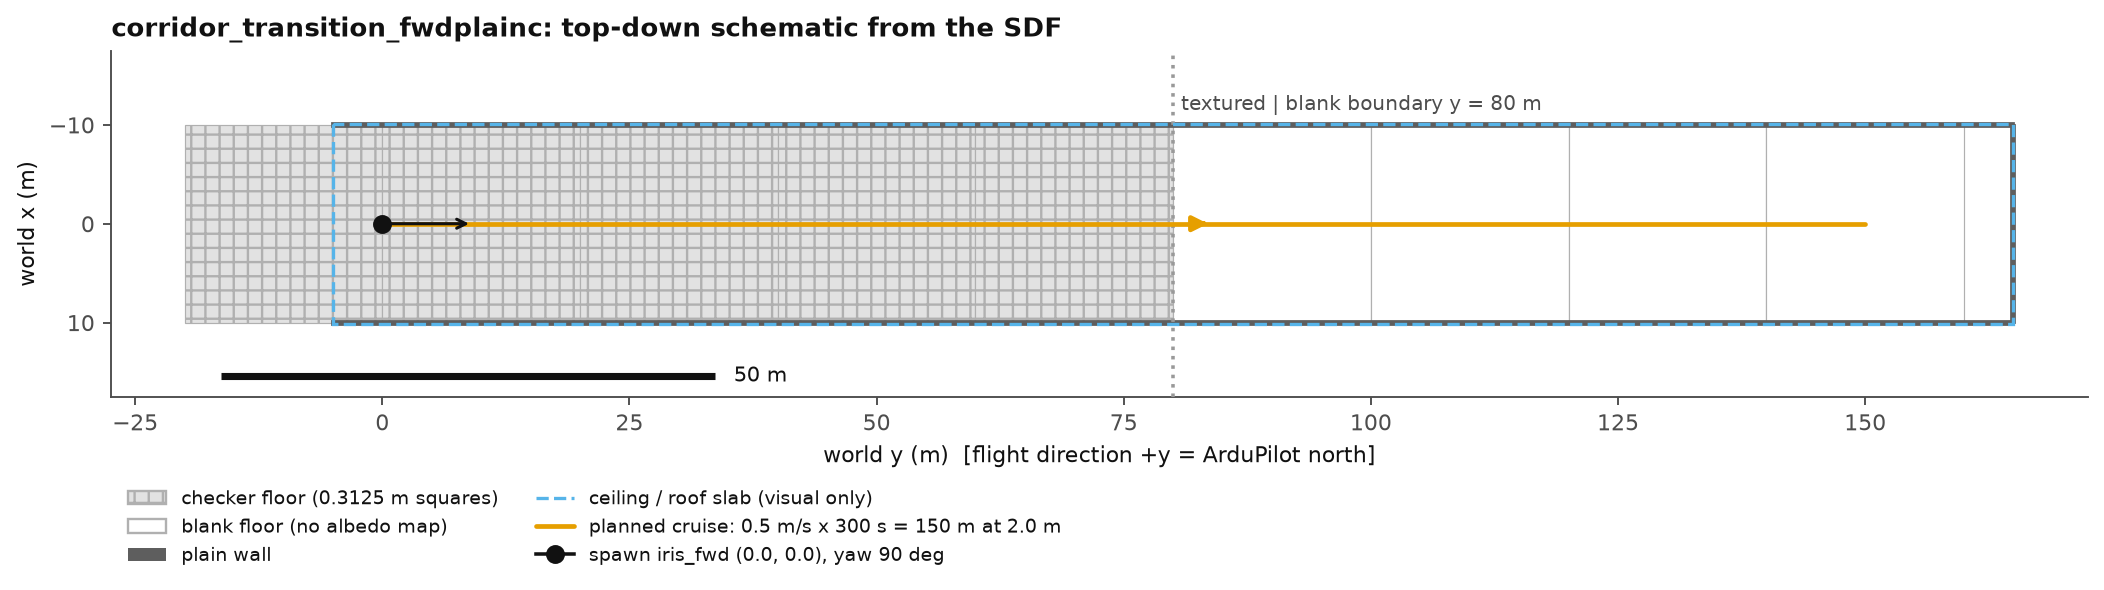 corridor_transition_fwdplainc: top-down schematic from the SDF
textured | blank boundary y = 80 m
world x (m)
−10
0
10
50 m
−25
0
25
50
75
100
125
150
world y (m)  [flight direction +y = ArduPilot north]
checker floor (0.3125 m squares)
blank floor (no albedo map)
plain wall
ceiling / roof slab (visual only)
planned cruise: 0.5 m/s x 300 s = 150 m at 2.0 m
spawn iris_fwd (0.0, 0.0), yaw 90 deg